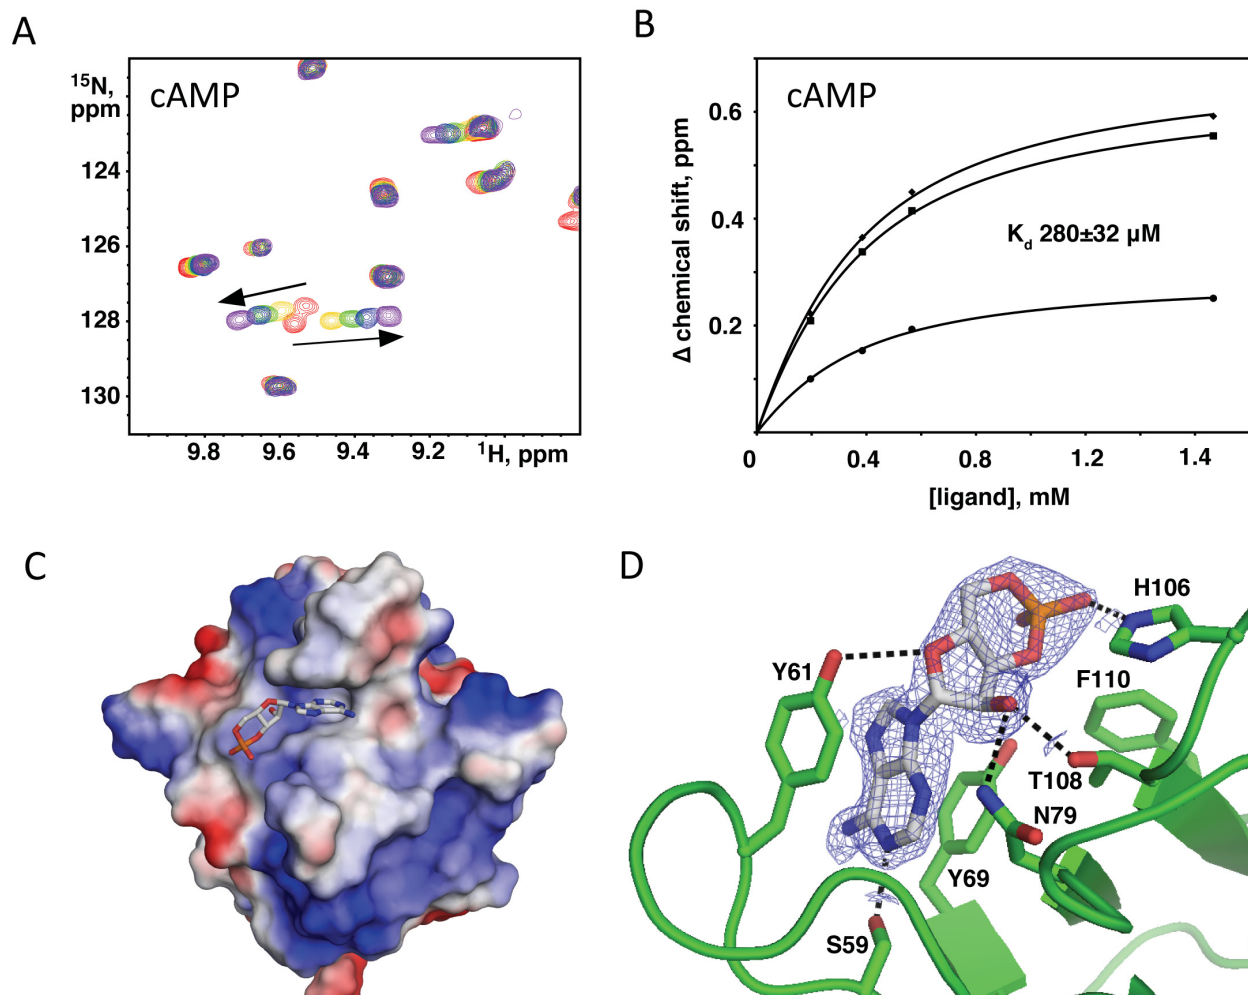 A
15N, ppm
cAMP
124
126
128
130
9.8 9.6 9.4 9.2 1H, ppm
B
0.6
cAMP
0.4
Kd 280±32 µM
0.2
Δ chemical shift, ppm
0 0.4 0.8 1.2 1.4
[ligand], mM
C
D
H106
Y61
F110
T108
N79
Y69
S59